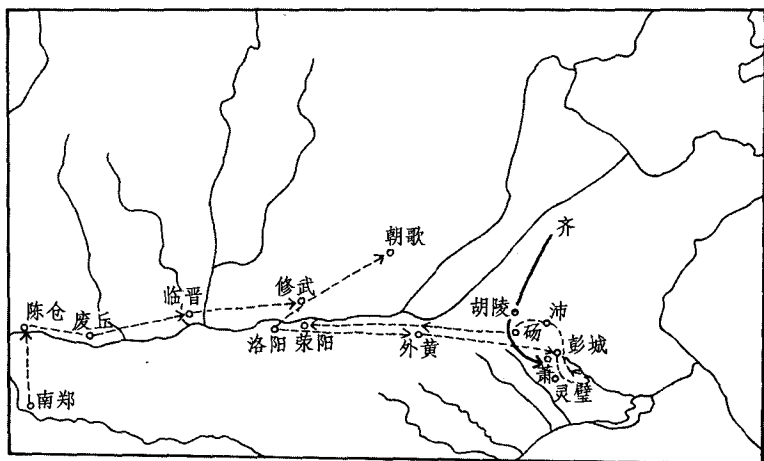 齐
朝歌
临晋
修武
胡陵
沛
陈仓
废丘
砀
洛阳
荥阳
外黄
彭城
萧
灵璧
南郑